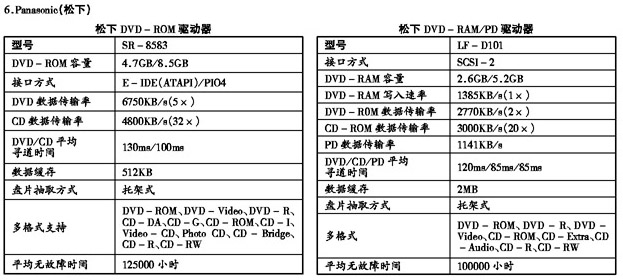 6.Panasonic(松下)
松下 DVD-ROM 驱动器
型号 SR-8583
DVD-ROM 容量 4.7GB/8.5GB
接口方式 E-IDE(ATAPI)/PIO4
DVD 数据传输率 6750KB/s(5×)
CD 数据传输率 4800KB/s(32×)
DVD/CD 平均
寻道时间 130ms/100ms
数据缓存 512KB
盘片抽取方式 托架式
多格式支持
DVD-ROM、DVD-Video、DVD-R、
CD-DA、CD-G、CD-ROM、CD-I、
Video-CD、Photo CD、CD-Bridge、
CD-R、CD-RW
平均无故障时间 125000 小时
松下 DVD-RAM/PD 驱动器
型号 LF-D101
接口方式 SCSI-2
DVD-RAM 容量 2.6GB/5.2GB
DVD-RAM 写入速率 1385KB/s(1×)
DVD-R0M 数据传输率 2770KB/s(2×)
CD-ROM 数据传输率 3000KB/s(20×)
PD 数据传输率 1141KB/s
DVD/CD/PD 平均
寻道时间 120ms/85ms/85ms
数据缓存 2MB
盘片抽取方式 托架式
多格式
DVD-ROM、DVD-R、DVD-
Video、CD-ROM、CD-Extra、CD
-Audio、CD-R、CD-RW
平均无故障时间 100000 小时